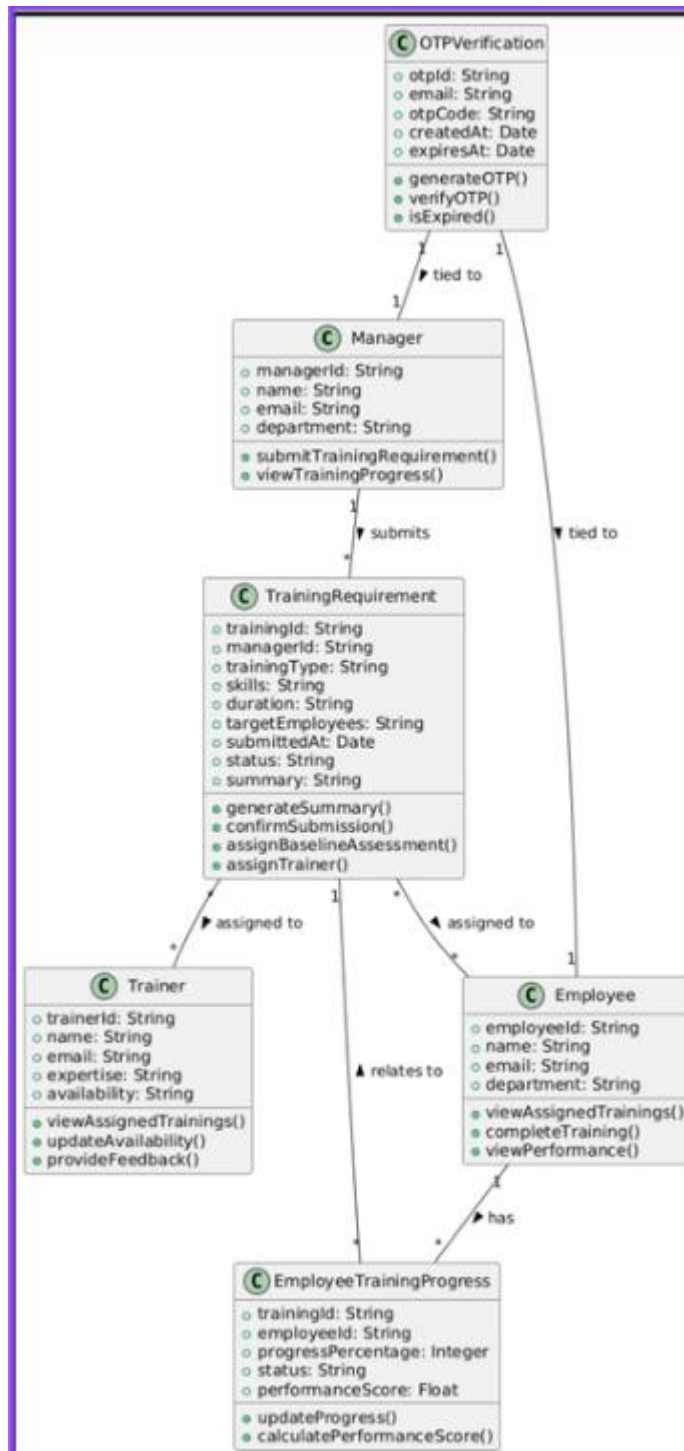 C OTPVerification
otpId: String
email: String
otpCode: String
createdAt: Date
expiresAt: Date
generateOTP()
verifyOTP()
isExpired()
1
1
tied to
1
C Manager
managerId: String
name: String
email: String
department: String
submitTrainingRequirement()
viewTrainingProgress()
1
submits
tied to
*
C TrainingRequirement
trainingId: String
managerId: String
trainingType: String
skills: String
duration: String
targetEmployees: String
submittedAt: Date
status: String
summary: String
generateSummary()
confirmSubmission()
assignBaselineAssessment()
assignTrainer()
*
1
*
assigned to
assigned to
*
*
1
C Trainer
trainerId: String
name: String
email: String
expertise: String
availability: String
viewAssignedTrainings()
updateAvailability()
provideFeedback()
relates to
C Employee
employeeId: String
name: String
email: String
department: String
viewAssignedTrainings()
completeTraining()
viewPerformance()
1
has
*
*
C EmployeeTrainingProgress
trainingId: String
employeeId: String
progressPercentage: Integer
status: String
performanceScore: Float
updateProgress()
calculatePerformanceScore()